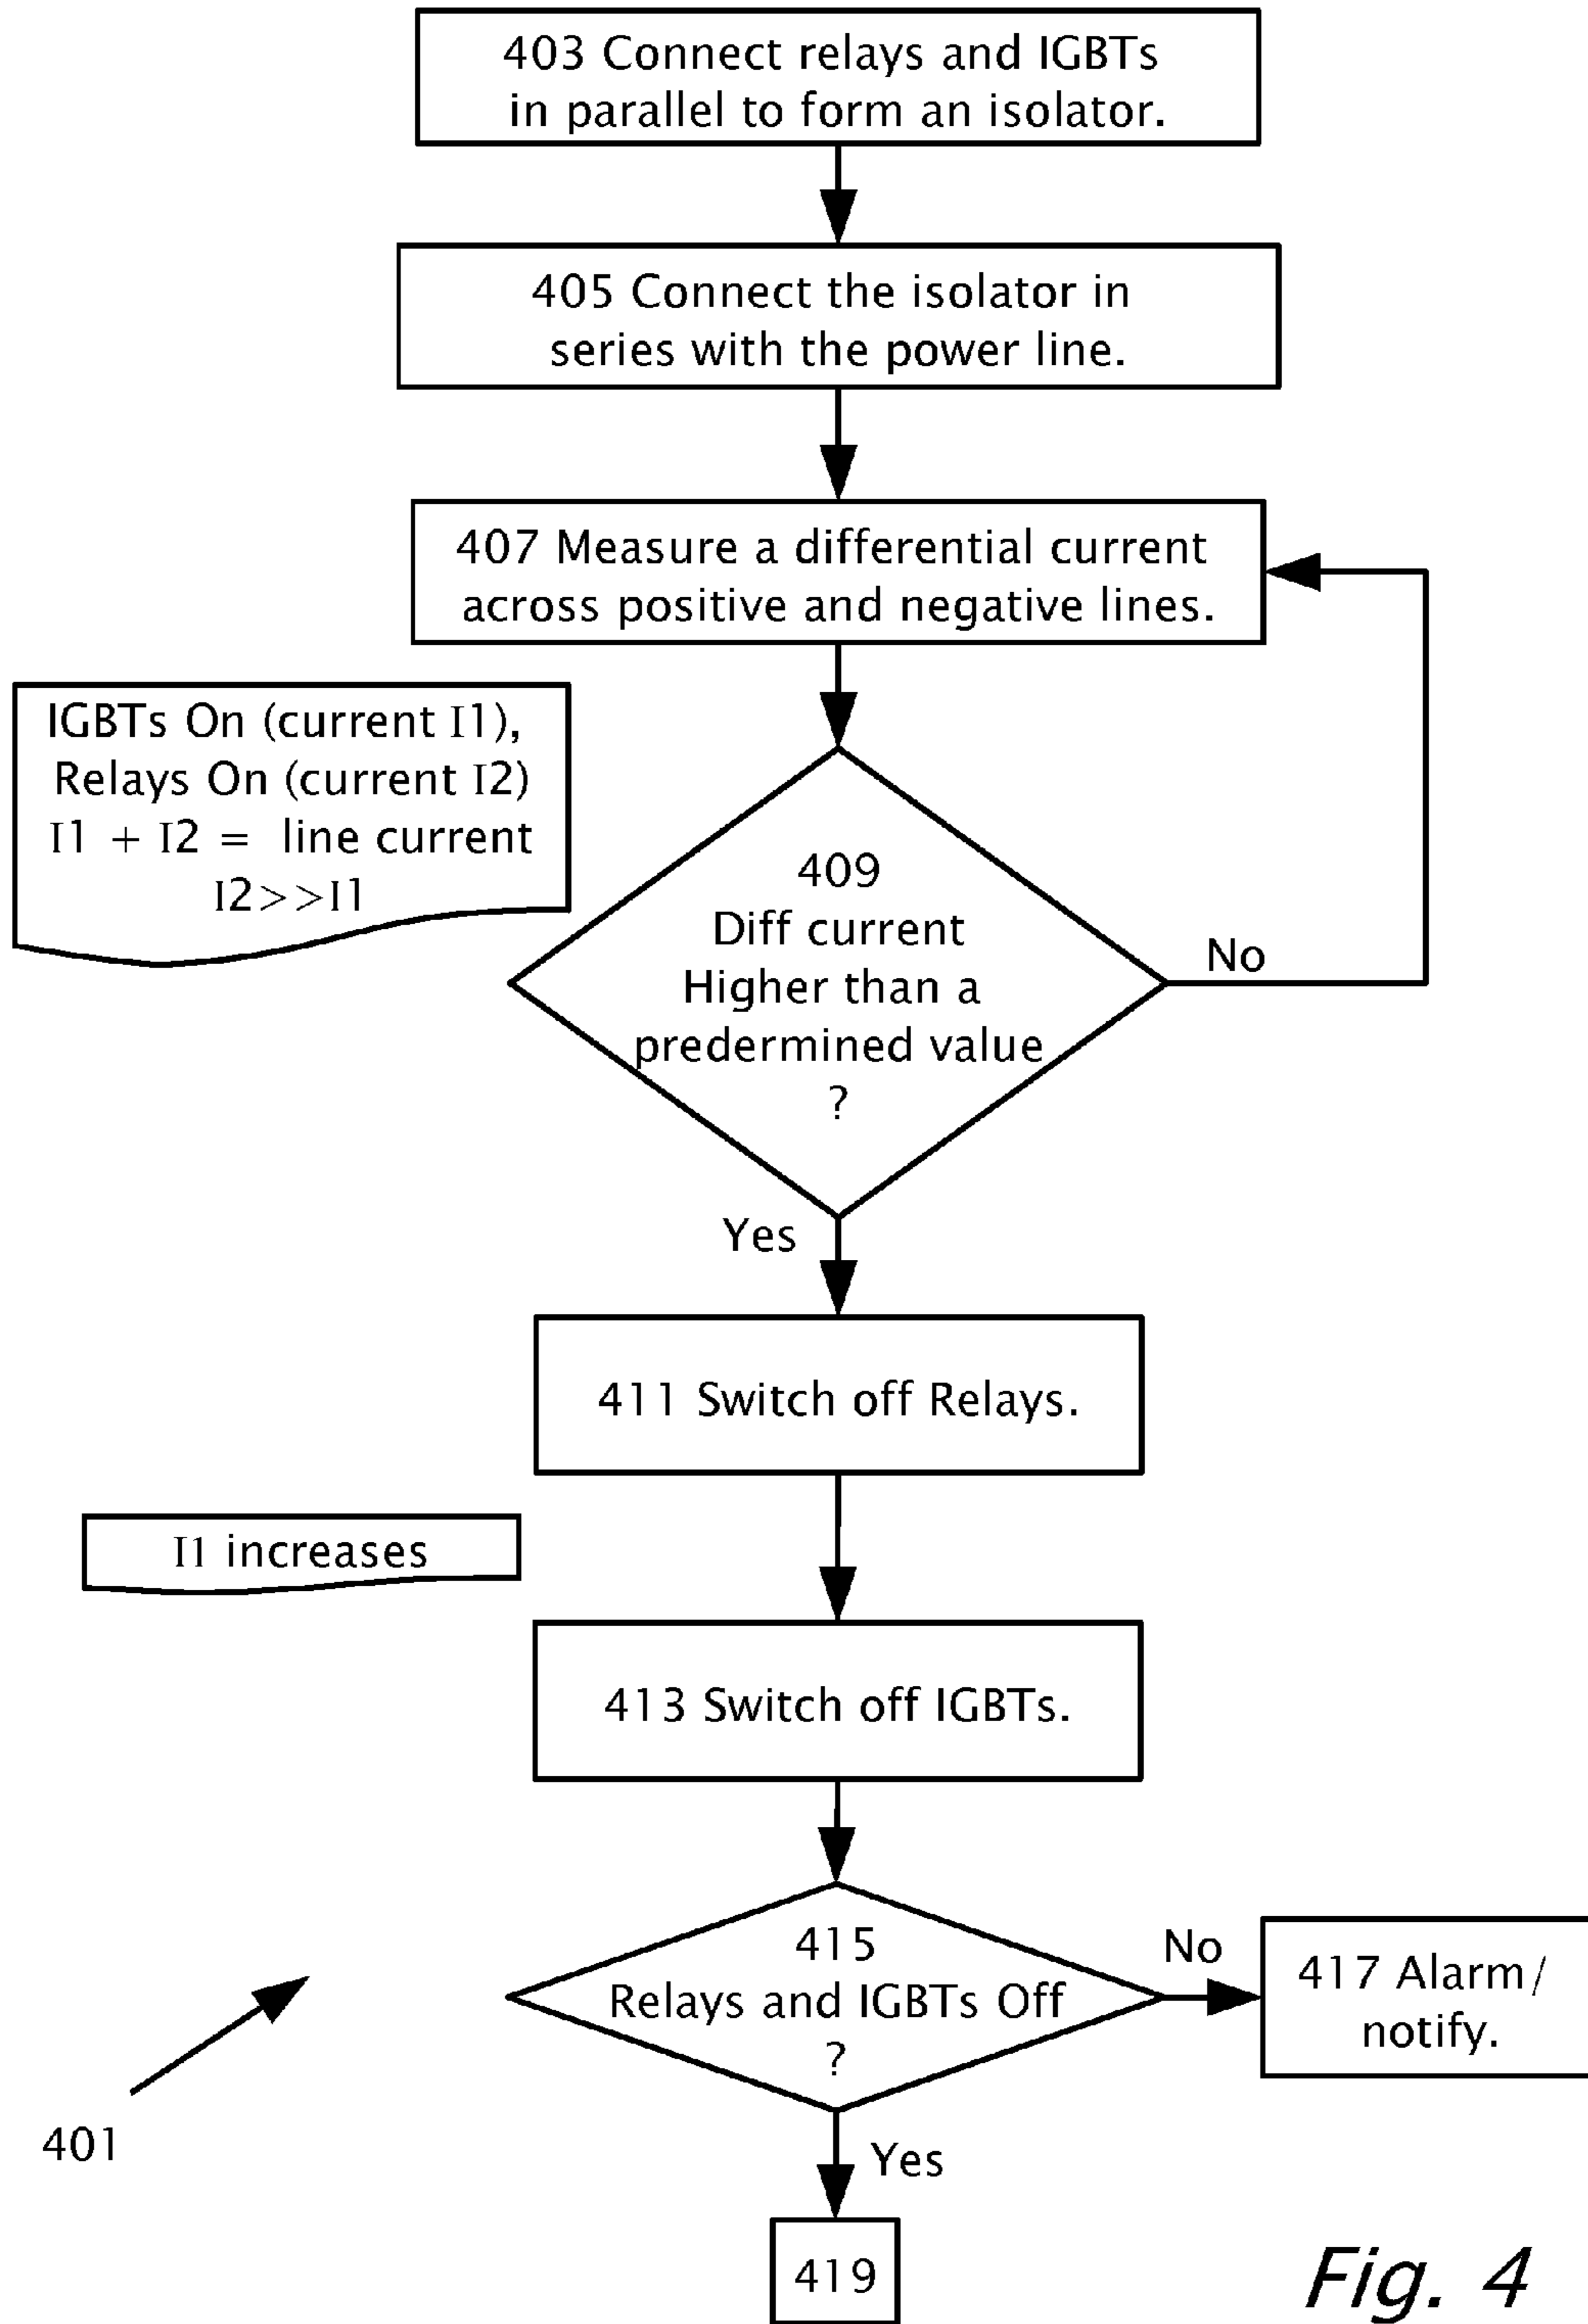 403 Connect relays and IGBTs
in parallel to form an isolator.
405 Connect the isolator in
series with the power line.
407 Measure a differential current
across positive and negative lines.
IGBTs On (current I1),
Relays On (current I2)
I1 + I2 = line current
I2>>I1
409
Diff current
Higher than a
predermined value
?
No
Yes
411 Switch off Relays.
I1 increases
413 Switch off IGBTs.
415
Relays and IGBTs Off
?
No
417 Alarm/
notify.
401
Yes
419
Fig. 4